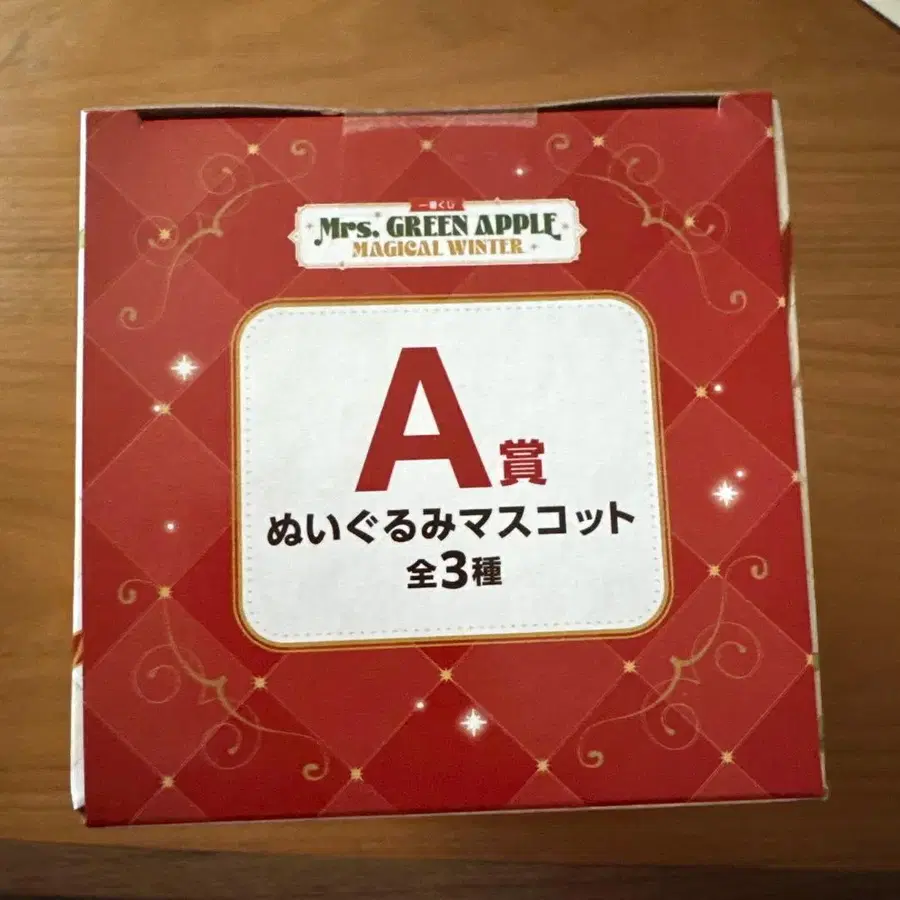 一番くじ
Mrs. GREEN APPLE
MAGICAL WINTER
A賞
ぬいぐるみマスコット
全3種